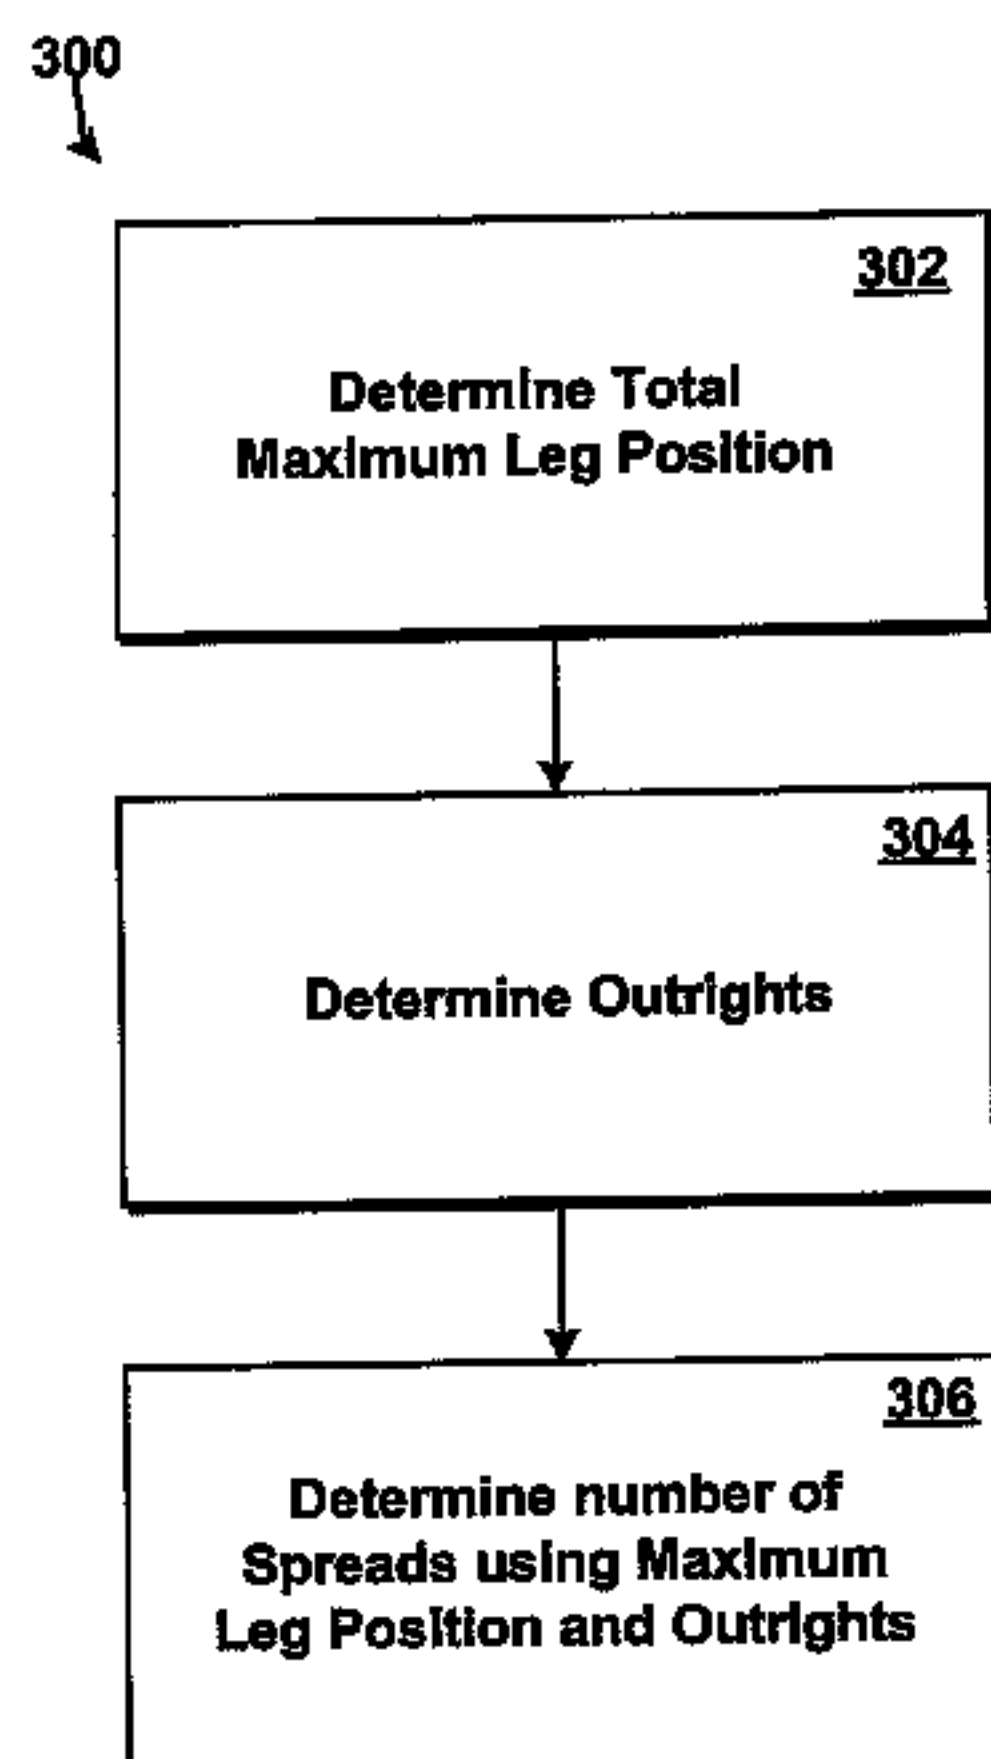 300
302
Determine Total
Maximum Leg Position
304
Determine Outrights
306
Determine number of
Spreads using Maximum
Leg Position and Outrights